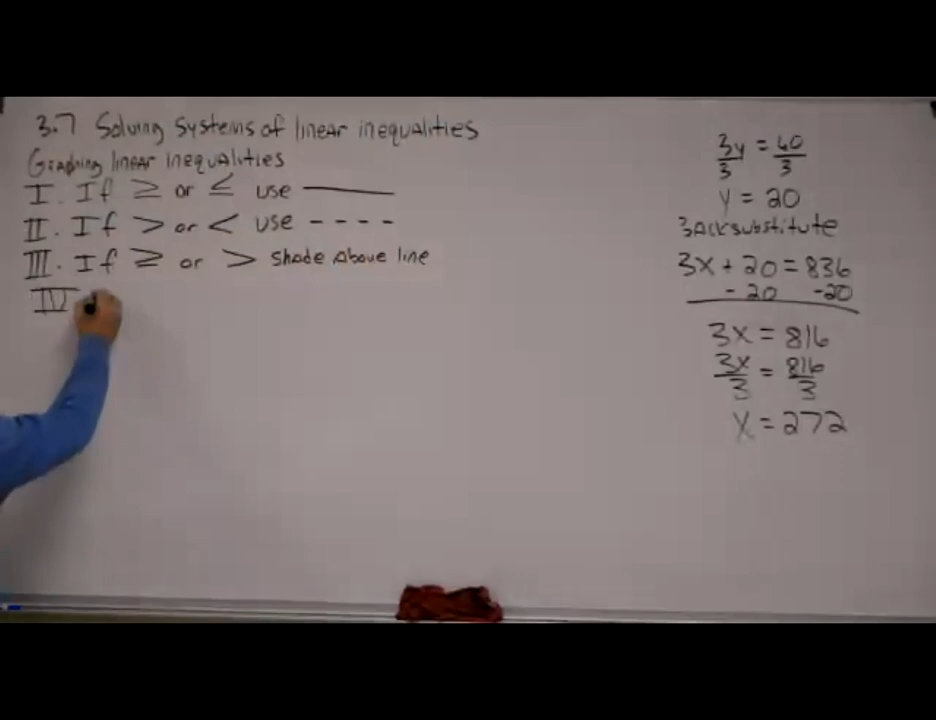 3.7 Solving Systems of linear inequalities
Graphing linear inequalities
I. If ≥ or ≤ use ———
II. If > or < use - - - -
III. If ≥ or > Shade Above line
IV
3y/3 = 60/3
y = 20
Backsubstitute
3x + 20 = 836
- 20 -20
3x = 816
3x/3 = 816/3
x = 272